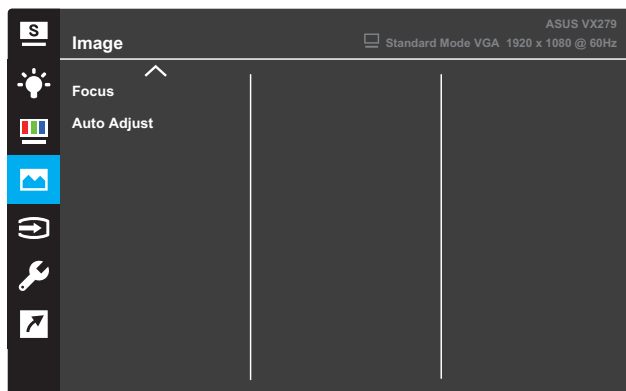 S
ASUS VX279
Image
Standard Mode VGA 1920 x 1080 @ 60Hz
Focus
Auto Adjust